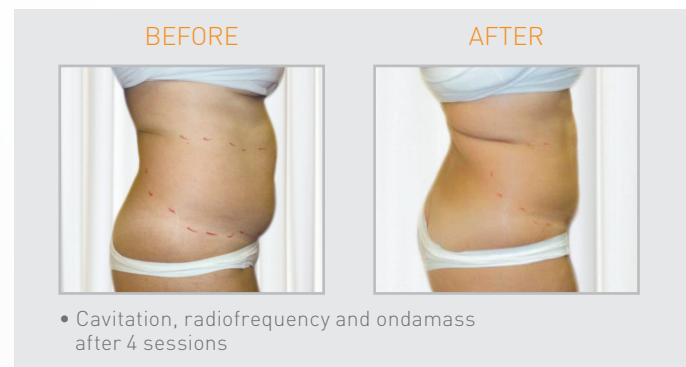 BEFORE
AFTER
• Cavitation, radiofrequency and ondamass
after 4 sessions